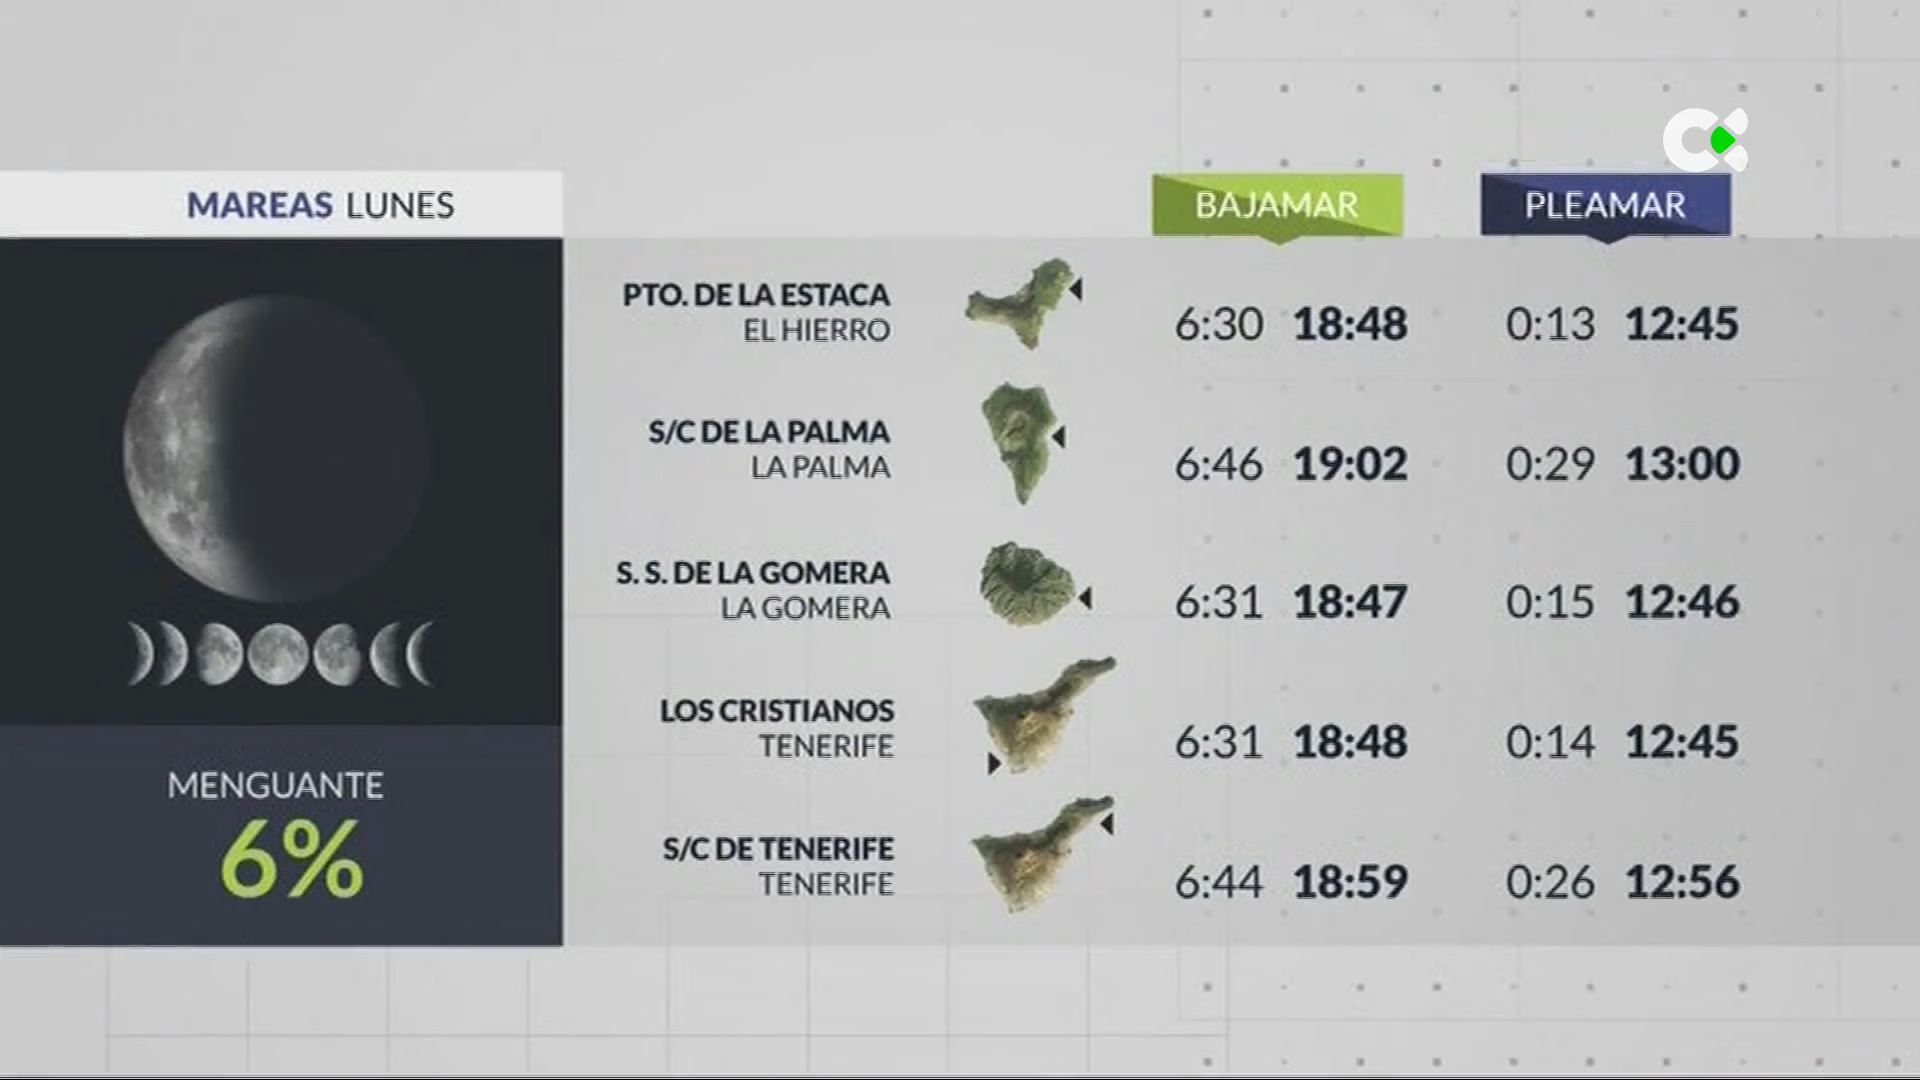 MAREAS LUNES
BAJAMAR PLEAMAR
PTO. DE LA ESTACA
EL HIERRO
6:30 18:48 0:13 12:45
S/C DE LA PALMA
LA PALMA
6:46 19:02 0:29 13:00
S. S. DE LA GOMERA
LA GOMERA
6:31 18:47 0:15 12:46
LOS CRISTIANOS
TENERIFE
6:31 18:48 0:14 12:45
S/C DE TENERIFE
TENERIFE
6:44 18:59 0:26 12:56
MENGUANTE
6%